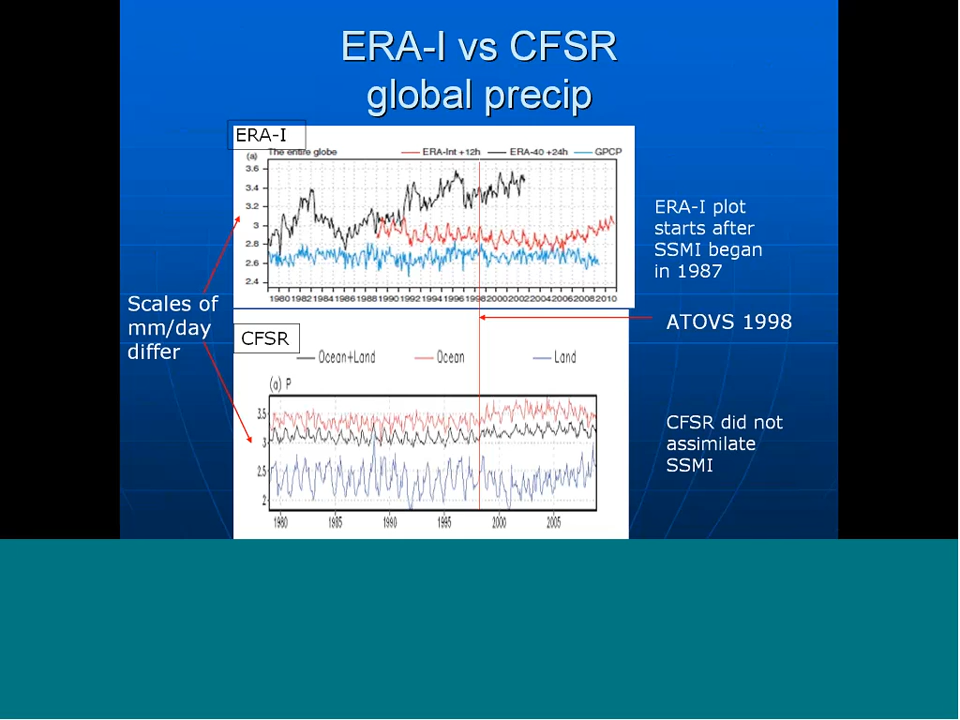 ERA-I vs CFSR
global precip
ERA-I
The entire globe
ERA-Int +12h
ERA-40 +24h
GPCP
(a)
3.6
3.4
3.2
3
2.8
2.6
2.4
1980 1982 1984 1986 1988 1990 1992 1994 1996 1998 2000 2002 2004 2006 2008 2010
ERA-I plot
starts after
SSMI began
in 1987
Scales of
mm/day
differ
ATOVS 1998
CFSR
Ocean+Land
Ocean
Land
(a) P
3.5
3
2.5
2
1980 1985 1990 1995 2000 2005
CFSR did not
assimilate
SSMI